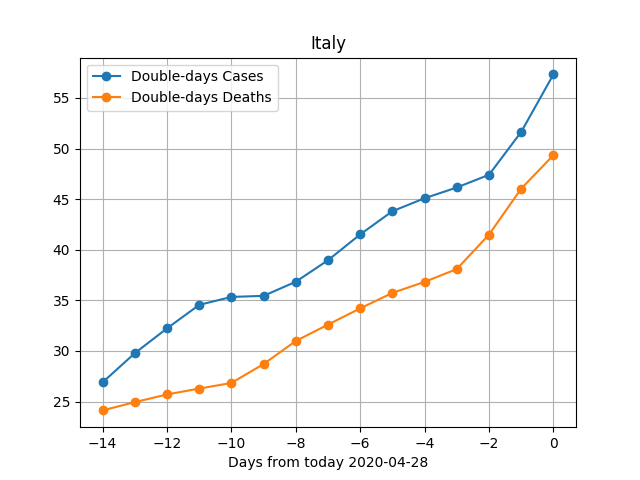 Italy
Double-days Cases
Double-days Deaths
55
50
45
40
35
30
25
−14 −12 −10 −8 −6 −4 −2 0
Days from today 2020-04-28